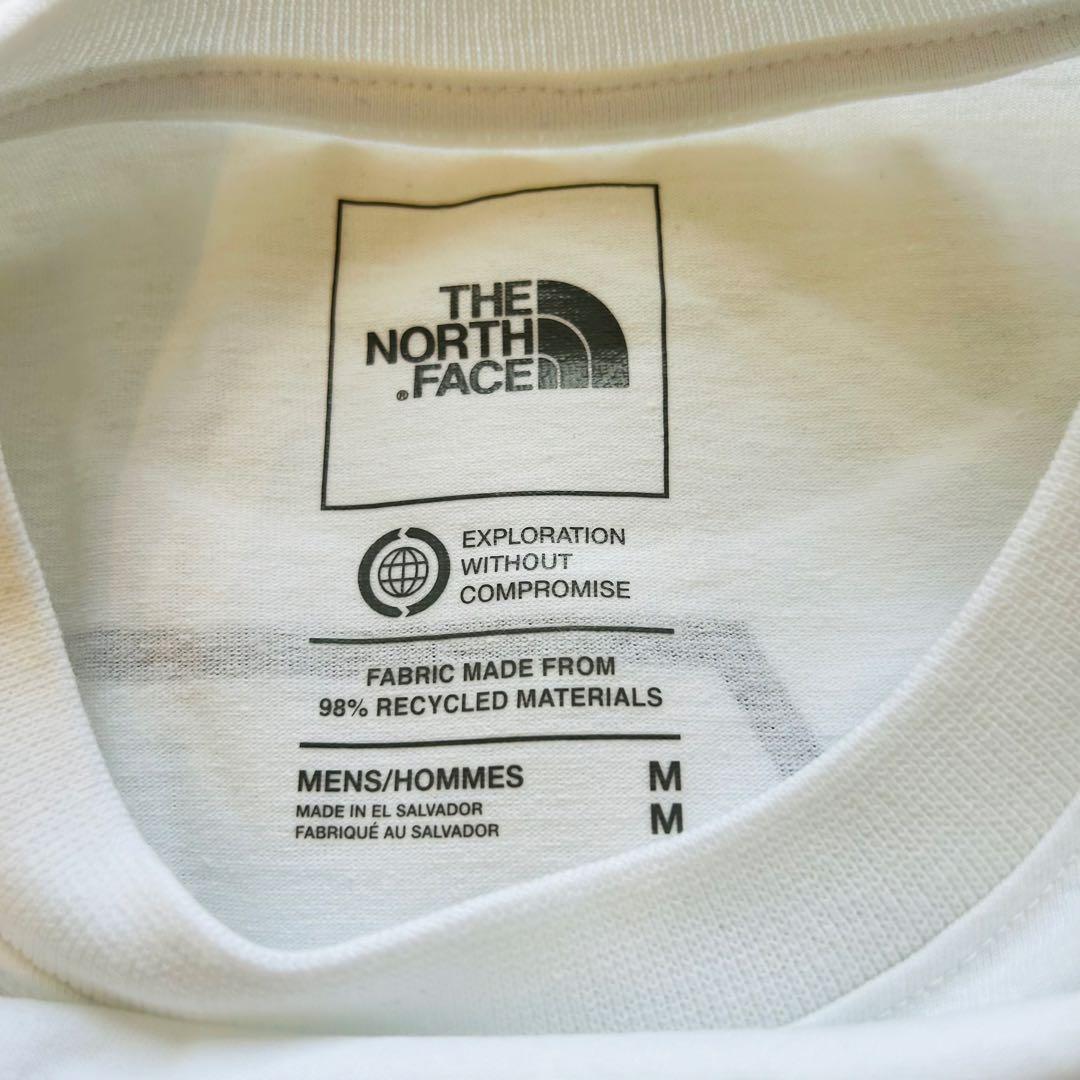 THE
NORTH
®.FACE
EXPLORATION
WITHOUT
COMPROMISE
FABRIC MADE FROM
98% RECYCLED MATERIALS
MENS/HOMMES M
MADE IN EL SALVADOR
FABRIQUÉ AU SALVADOR M